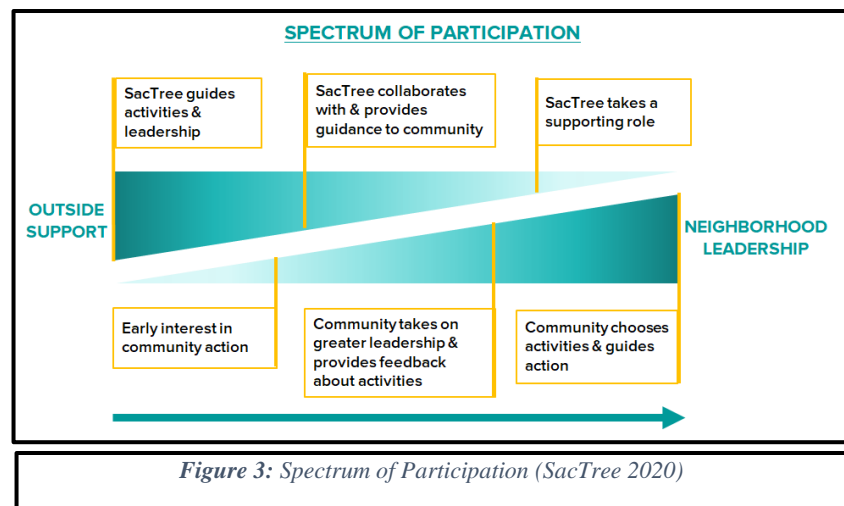 SPECTRUM OF PARTICIPATION
SacTree guides
activities &
leadership
SacTree collaborates
with & provides
guidance to community
SacTree takes a
supporting role
OUTSIDE
SUPPORT
NEIGHBORHOOD
LEADERSHIP
Early interest in
community action
Community takes on
greater leadership &
provides feedback
about activities
Community chooses
activities & guides
action
Figure 3: Spectrum of Participation (SacTree 2020)